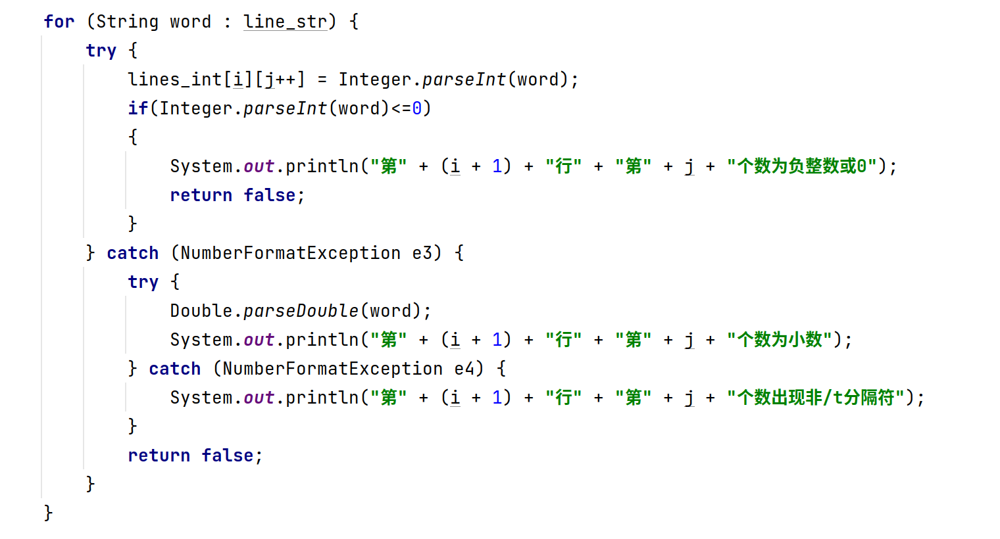 for (String word : line_str) {
    try {
        lines_int[i][j++] = Integer.parseInt(word);
        if(Integer.parseInt(word)<=0)
        {
            System.out.println("第" + (i + 1) + "行" + "第" + j + "个数为负整数或0");
            return false;
        }
    } catch (NumberFormatException e3) {
        try {
            Double.parseDouble(word);
            System.out.println("第" + (i + 1) + "行" + "第" + j + "个数为小数");
        } catch (NumberFormatException e4) {
            System.out.println("第" + (i + 1) + "行" + "第" + j + "个数出现非/t分隔符");
        }
        return false;
    }
}